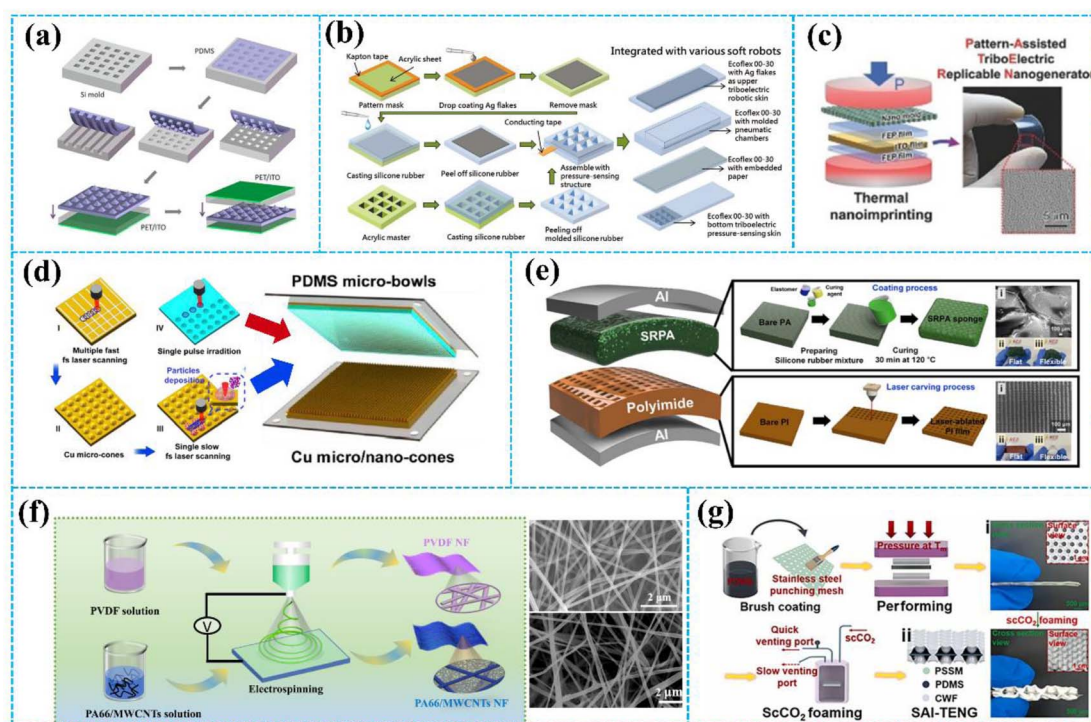 (a)
PDMS
Si mold
PET/ITO
PET/ITO
(b)
Kapton tape
Acrylic sheet
Pattern mask
Drop coating Ag flakes
Remove mask
Conducting tape
Casting silicone rubber
Peel off silicone rubber
Assemble with
pressure-sensing
structure
Acrylic master
Casting silicone rubber
Peeling off
molded silicone rubber
Integrated with various soft robots
Ecoflex 00-30
with Ag flakes
as upper
triboelectric
robotic skin
Ecoflex 00-30
with molded
pneumatic
chambers
Ecoflex 00-30
with embedded
paper
Ecoflex 00-30 with
bottom triboelectric
pressure-sensing skin
(c)
Pattern-Assisted
TriboElectric
Replicable Nanogenerator
P
Nano mold
FEP film
ITO film
FEP film
Thermal
nanoimprinting
5 μm
(d)
I
Multiple fast
fs laser scanning
IV
Single pulse irradition
Particles
deposition
II
Cu micro-cones
III
Single slow
fs laser scanning
PDMS micro-bowls
Cu micro/nano-cones
(e)
Al
SRPA
Polyimide
Al
Elastomer
Curing
agent
Coating process
Bare PA
Preparing
Silicone rubber mixture
Curing
30 min at 120 °C
SRPA sponge
i
100 μm
ii
iii
Flat
Flexible
Laser carving process
Bare PI
Laser-ablated
PI film
i
100 μm
ii
iii
Flat
Flexible
(f)
PVDF solution
PA66/MWCNTs solution
V
Electrospinning
PVDF NF
PA66/MWCNTs NF
2 μm
2 μm
(g)
Stainless steel
punching mesh
Brush coating
Pressure at T
Performing
i
Cross section
view
Surface
view
scCO2 foaming
Quick
venting port
scCO2
Slow venting
port
ScCO2 foaming
ii
PSSM
PDMS
CWF
SAI-TENG
Cross section
view
Surface
view